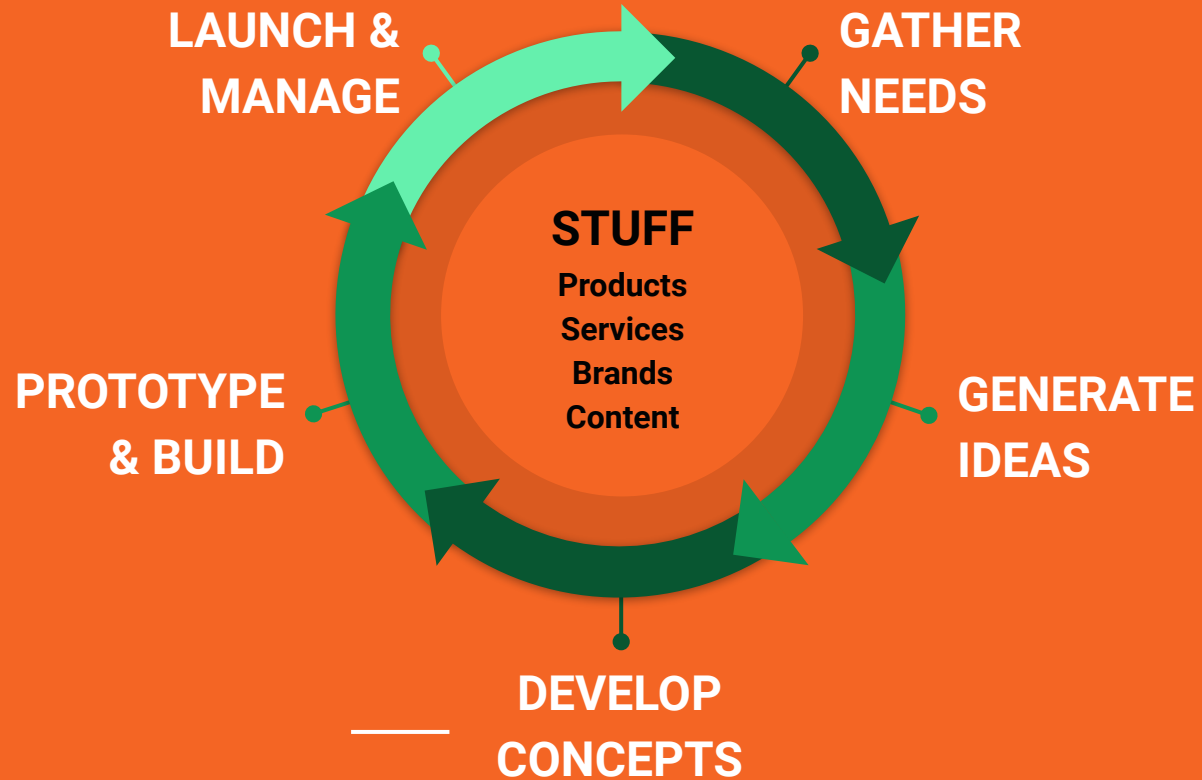 LAUNCH &
MANAGE
GATHER
NEEDS
STUFF
Products
Services
Brands
Content
PROTOTYPE
& BUILD
GENERATE
IDEAS
DEVELOP
CONCEPTS